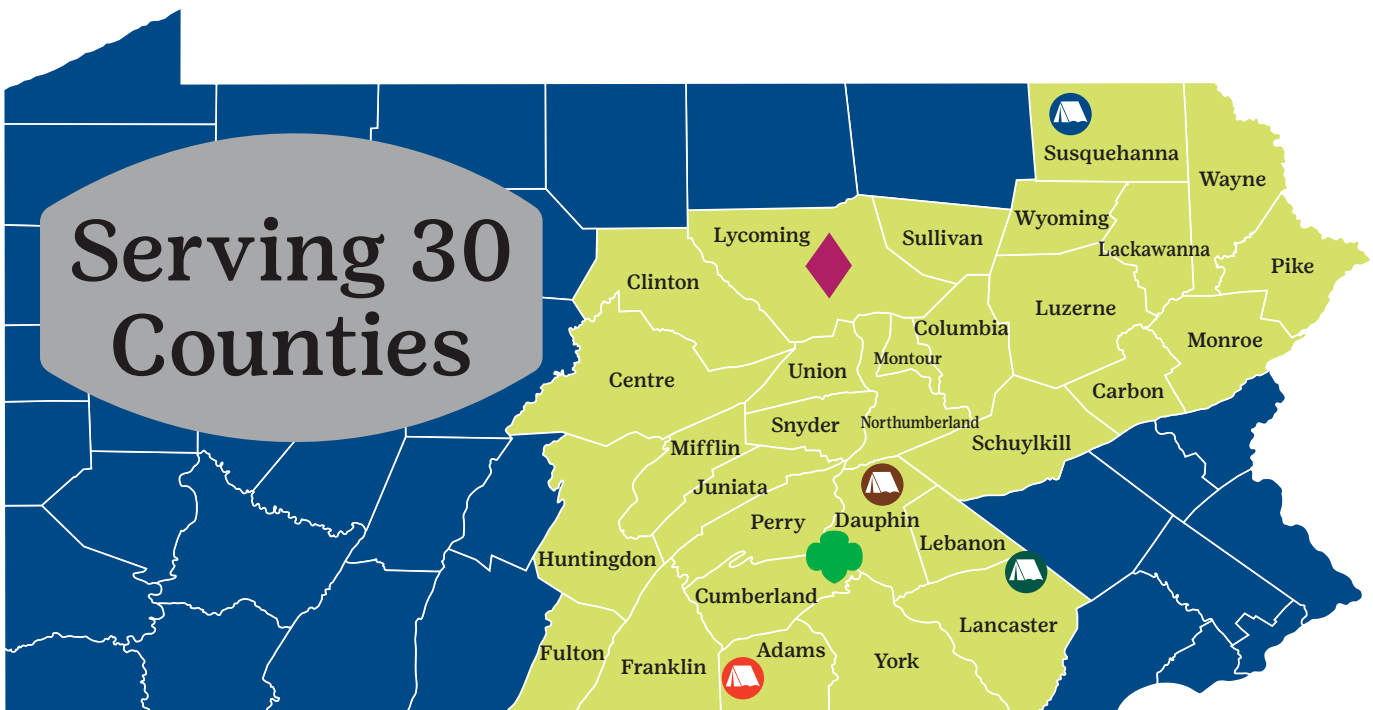 Serving 30
Counties
Susquehanna
Wayne
Wyoming
Lycoming
Sullivan
Lackawanna
Pike
Clinton
Luzerne
Columbia
Monroe
Montour
Union
Centre
Carbon
Snyder
Northumberland
Schuylkill
Mifflin
Juniata
Perry
Dauphin
Lebanon
Huntingdon
Cumberland
Lancaster
Adams
Fulton
Franklin
York